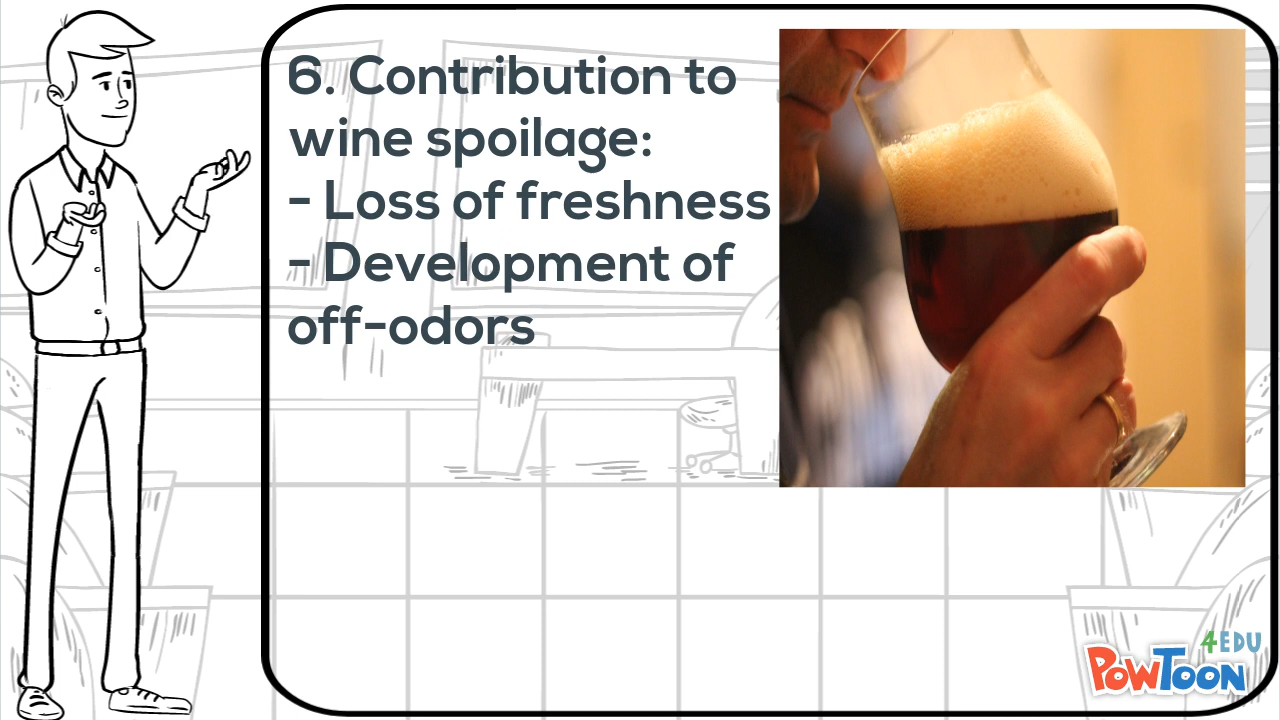 6. Contribution to
wine spoilage:
- Loss of freshness
- Development of
off-odors
4EDU
POWTOON